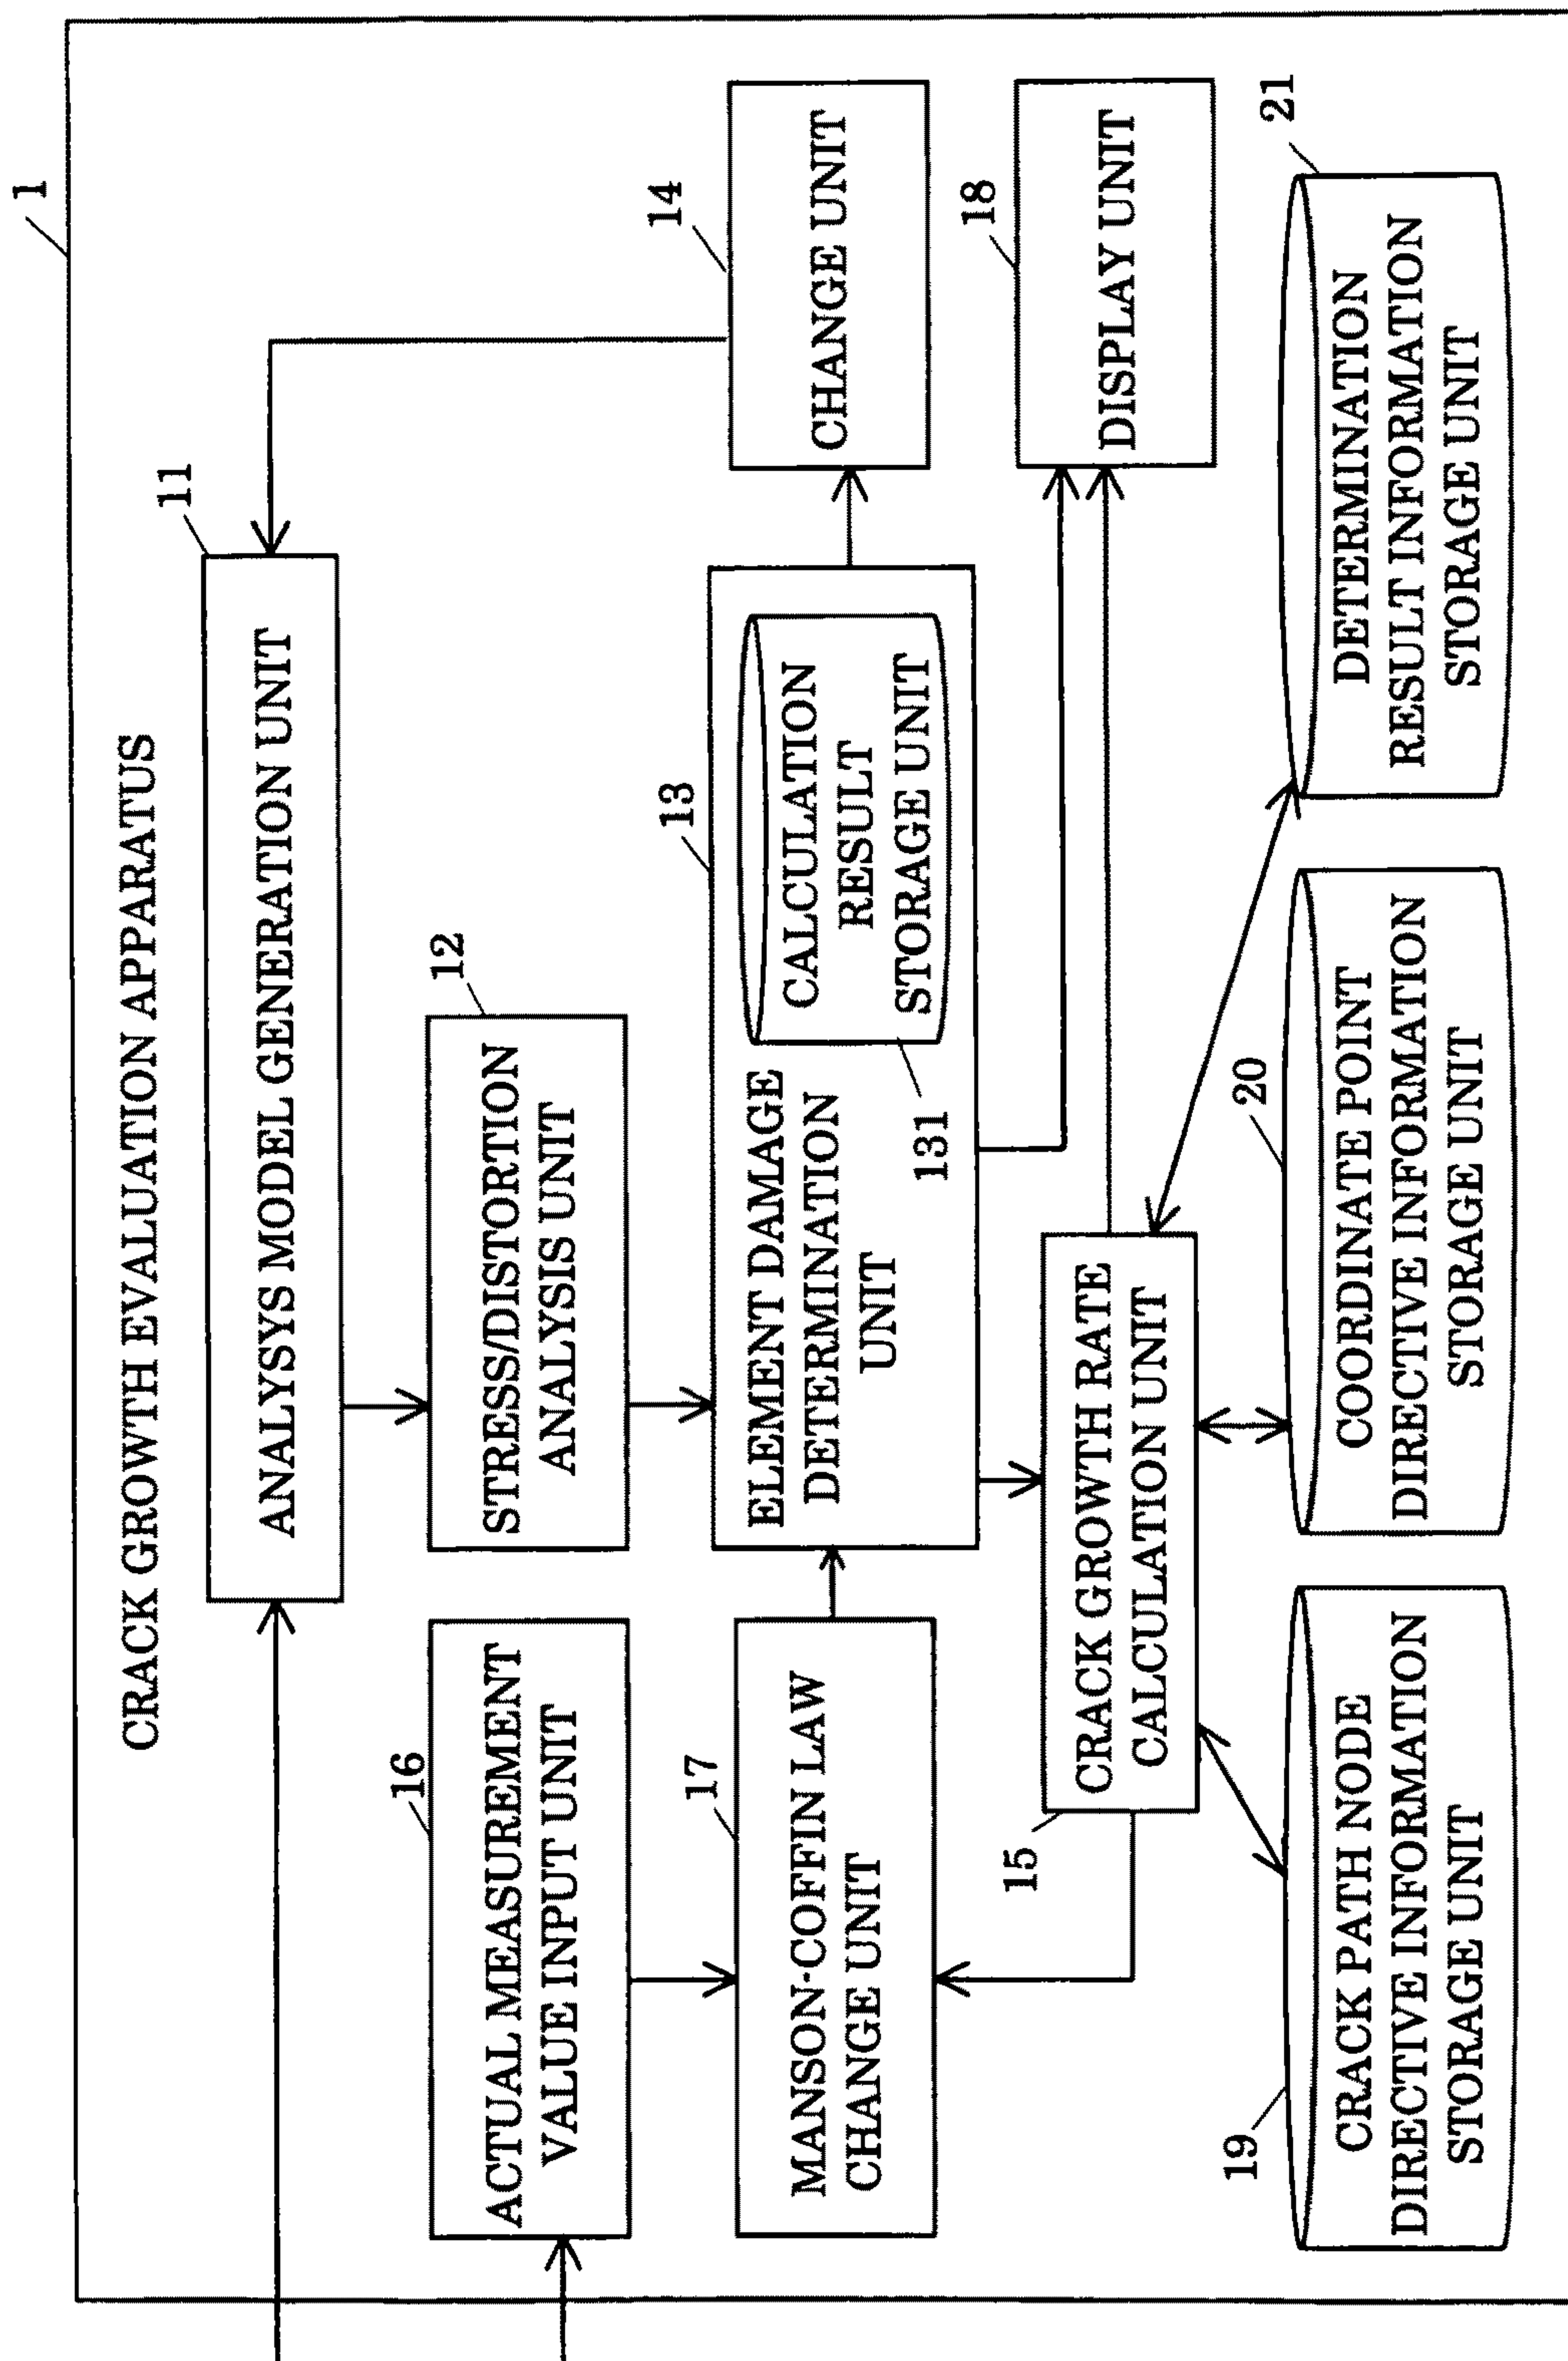 1
CRACK GROWTH EVALUATION APPARATUS
11
ANALYSYS MODEL GENERATION UNIT
16
ACTUAL MEASUREMENT
VALUE INPUT UNIT
12
STRESS/DISTORTION
ANALYSIS UNIT
17
MANSON-COFFIN LAW
CHANGE UNIT
13
ELEMENT DAMAGE
DETERMINATION
UNIT
CALCULATION
RESULT
STORAGE UNIT
131
14
CHANGE UNIT
15
CRACK GROWTH RATE
CALCULATION UNIT
18
DISPLAY UNIT
19
CRACK PATH NODE
DIRECTIVE INFORMATION
STORAGE UNIT
20
COORDINATE POINT
DIRECTIVE INFORMATION
STORAGE UNIT
21
DETERMINATION
RESULT INFORMATION
STORAGE UNIT